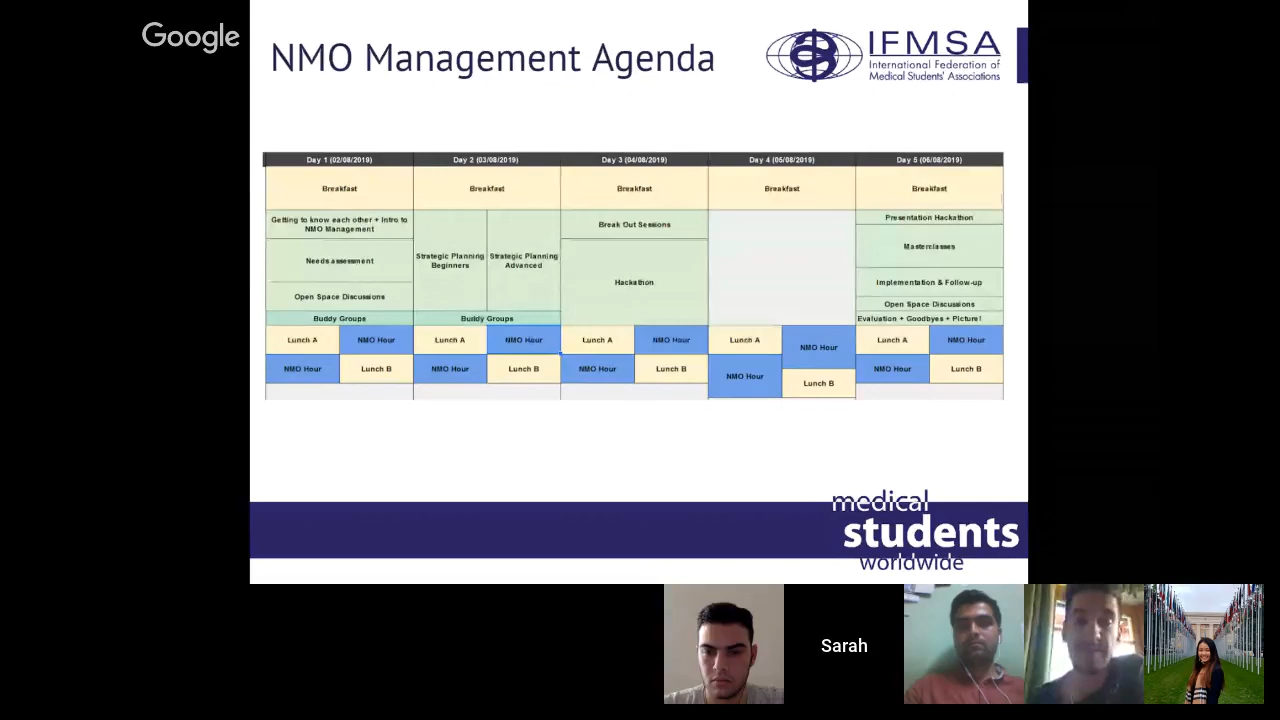 Google
NMO Management Agenda
IFMSA
International Federation of
Medical Students' Associations
Day 1 (02/08/2019) Day 2 (03/08/2019) Day 3 (04/08/2019) Day 4 (05/08/2019) Day 5 (06/08/2019)
Breakfast Breakfast Breakfast Breakfast Breakfast
Getting to know each other + Intro to
NMO Management
Needs assessment
Open Space Discussions
Buddy Groups
Strategic Planning
Beginners
Strategic Planning
Advanced
Buddy Groups
Break Out Sessions
Hackathon
Presentation Hackathon
Masterclasses
Implementation & Follow-up
Open Space Discussions
Evaluation + Goodbyes + Picture!
Lunch A NMO Hour Lunch A NMO Hour Lunch A NMO Hour Lunch A NMO Hour Lunch A NMO Hour
NMO Hour Lunch B NMO Hour Lunch B NMO Hour Lunch B NMO Hour Lunch B NMO Hour Lunch B
medical
students
worldwide
Sarah